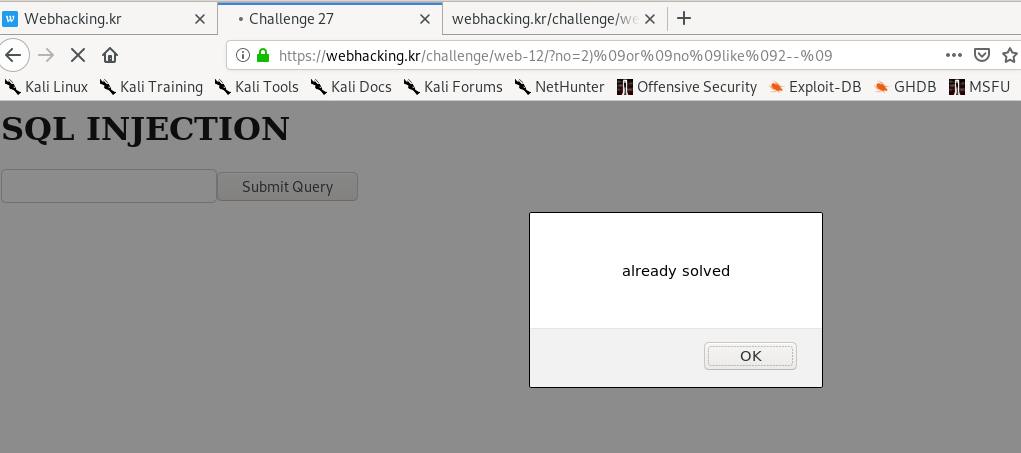 Webhacking.kr
Challenge 27
webhacking.kr/challenge/we
https://webhacking.kr/challenge/web-12/?no=2)%09or%09no%09like%092--%09
Kali Linux Kali Training Kali Tools Kali Docs Kali Forums NetHunter Offensive Security Exploit-DB GHDB MSFU
SQL INJECTION
Submit Query
already solved
OK